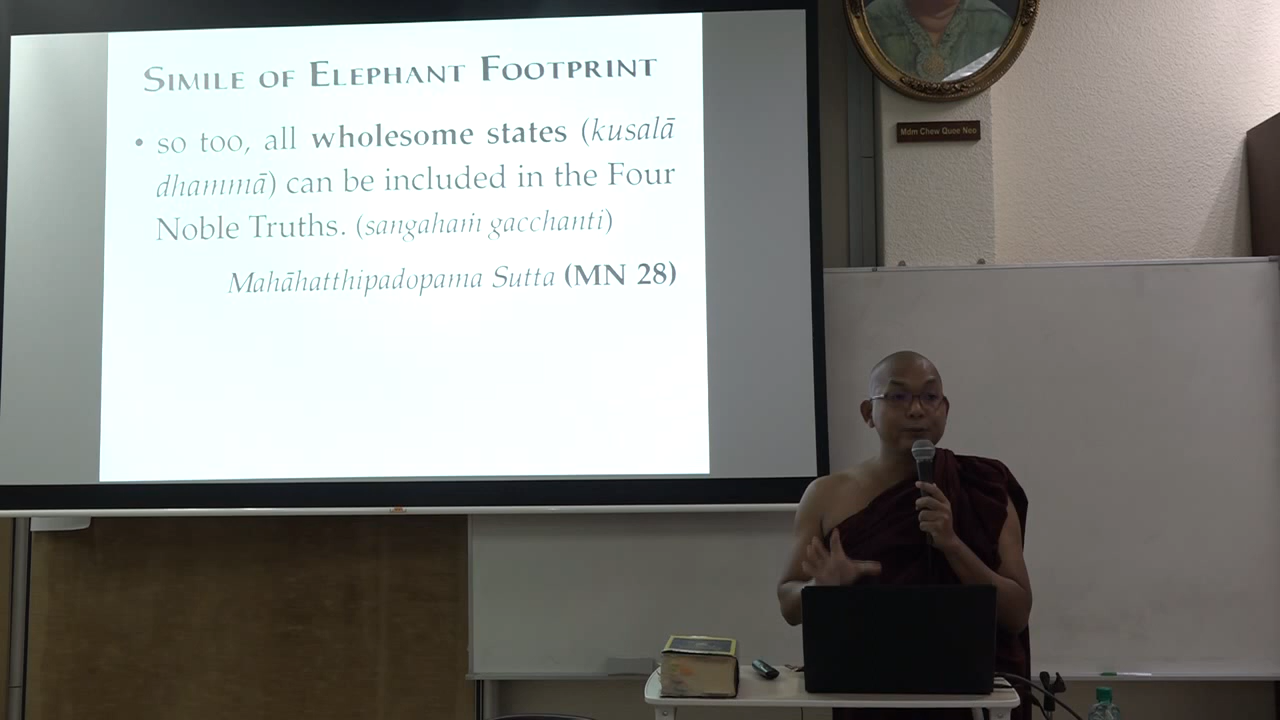 SIMILE OF ELEPHANT FOOTPRINT
• so too, all wholesome states (kusalā
dhammā) can be included in the Four
Noble Truths. (sangahaṁ gacchanti)
Mahāhatthipadopama Sutta (MN 28)
Mdm Chew Quee Neo